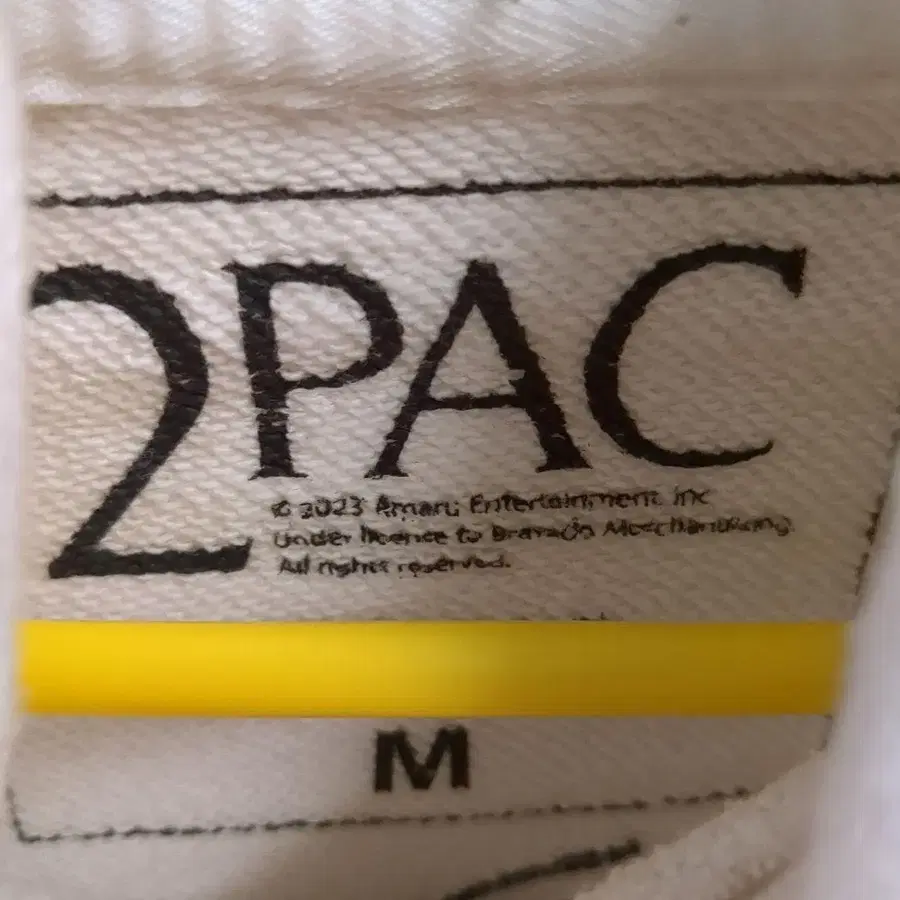 2PAC
© 2023 Amaru Entertainment Inc
Under licence to Bravado Merchandising.
All rights reserved.
M